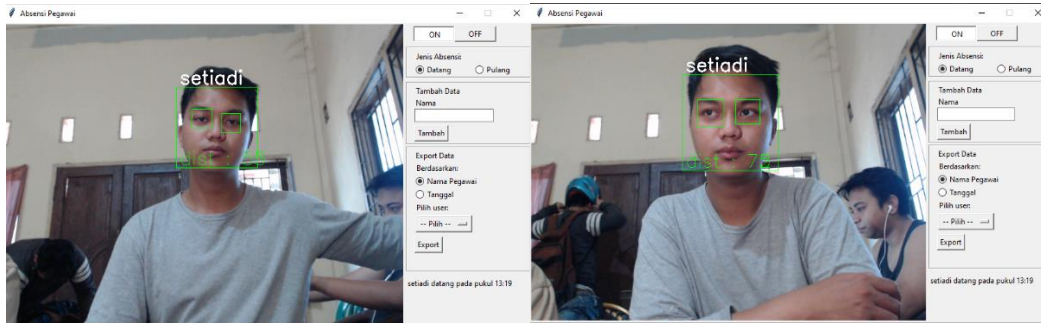 Absensi Pegawai
setiadi
ON OFF
Jenis Absensi:
Datang Pulang
Tambah Data
Nama
Tambah
Export Data
Berdasarkan:
Nama Pegawai
Tanggal
Pilih user:
-- Pilih --
Export
setiadi datang pada pukul 13:19
Absensi Pegawai
setiadi
dist
ON OFF
Jenis Absensi:
Datang Pulang
Tambah Data
Nama
Tambah
Export Data
Berdasarkan:
Nama Pegawai
Tanggal
Pilih user:
-- Pilih --
Export
setiadi datang pada pukul 13:19